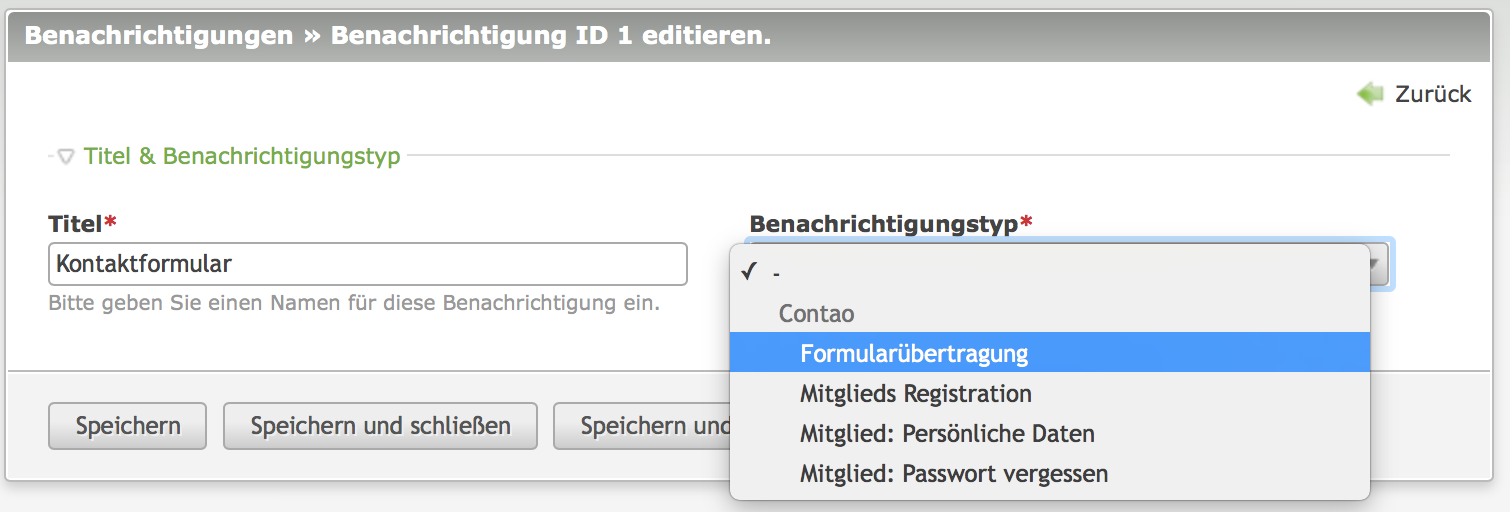 Benachrichtigungen » Benachrichtigung ID 1 editieren.
Zurück
Titel & Benachrichtigungstyp
Titel*
Kontaktformular
Bitte geben Sie einen Namen für diese Benachrichtigung ein.
Benachrichtigungstyp*
✓ -
Contao
Formularübertragung
Mitglieds Registration
Mitglied: Persönliche Daten
Mitglied: Passwort vergessen
Speichern
Speichern und schließen
Speichern und